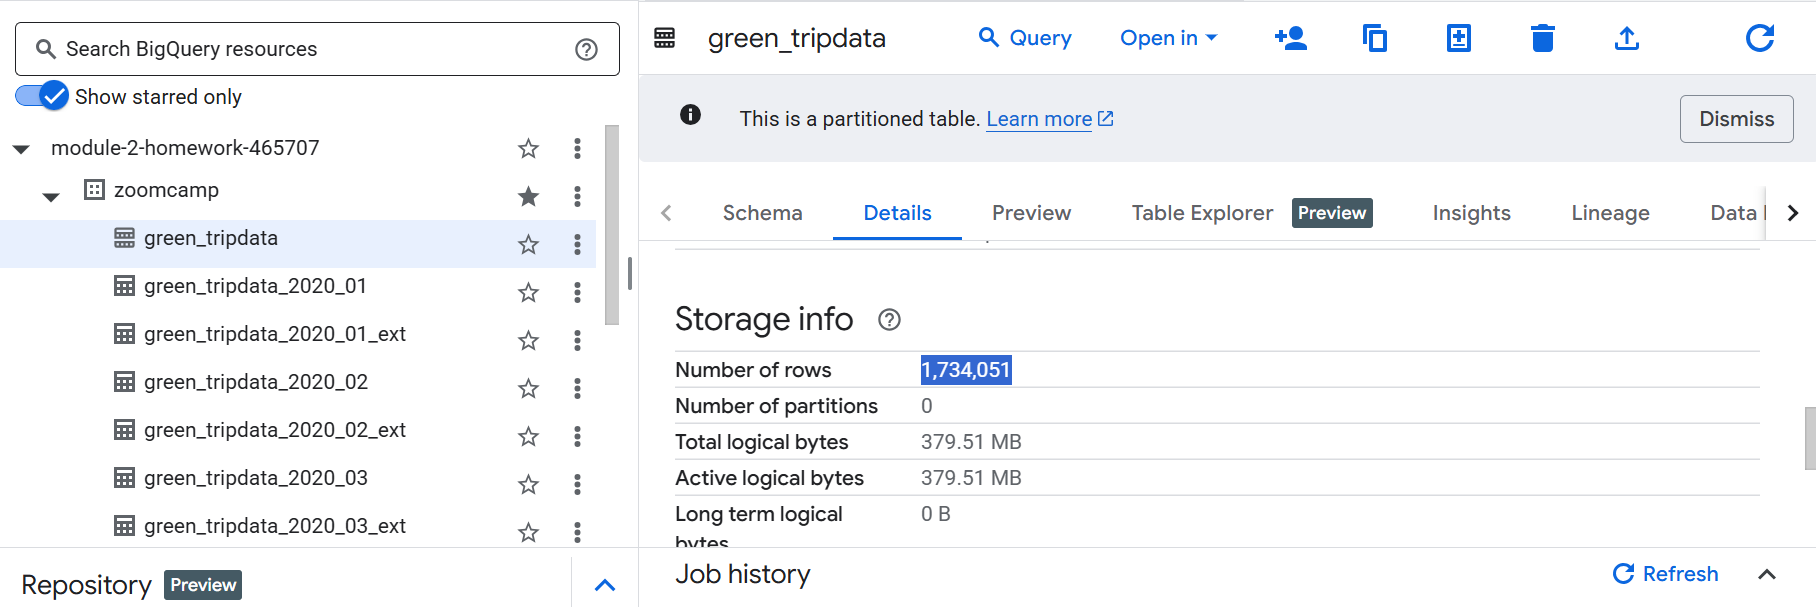 Search BigQuery resources
Show starred only
module-2-homework-465707
zoomcamp
green_tripdata
green_tripdata_2020_01
green_tripdata_2020_01_ext
green_tripdata_2020_02
green_tripdata_2020_02_ext
green_tripdata_2020_03
green_tripdata_2020_03_ext
Repository Preview
green_tripdata Query Open in
This is a partitioned table. Learn more Dismiss
Schema Details Preview Table Explorer Preview Insights Lineage Data
Storage info
Number of rows 1,734,051
Number of partitions 0
Total logical bytes 379.51 MB
Active logical bytes 379.51 MB
Long term logical 0 B
bytes
Job history Refresh